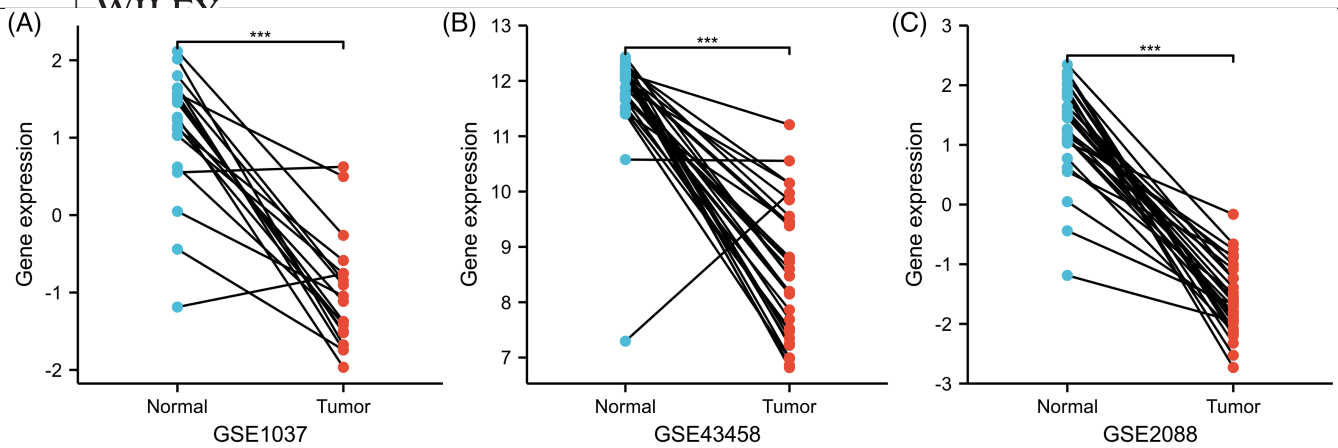 WILEY
(A)
Gene expression
2
1
0
-1
-2
***
Normal
Tumor
GSE1037
(B)
Gene expression
13
12
11
10
9
8
7
***
Normal
Tumor
GSE43458
(C)
Gene expression
3
2
1
0
-1
-2
-3
***
Normal
Tumor
GSE2088